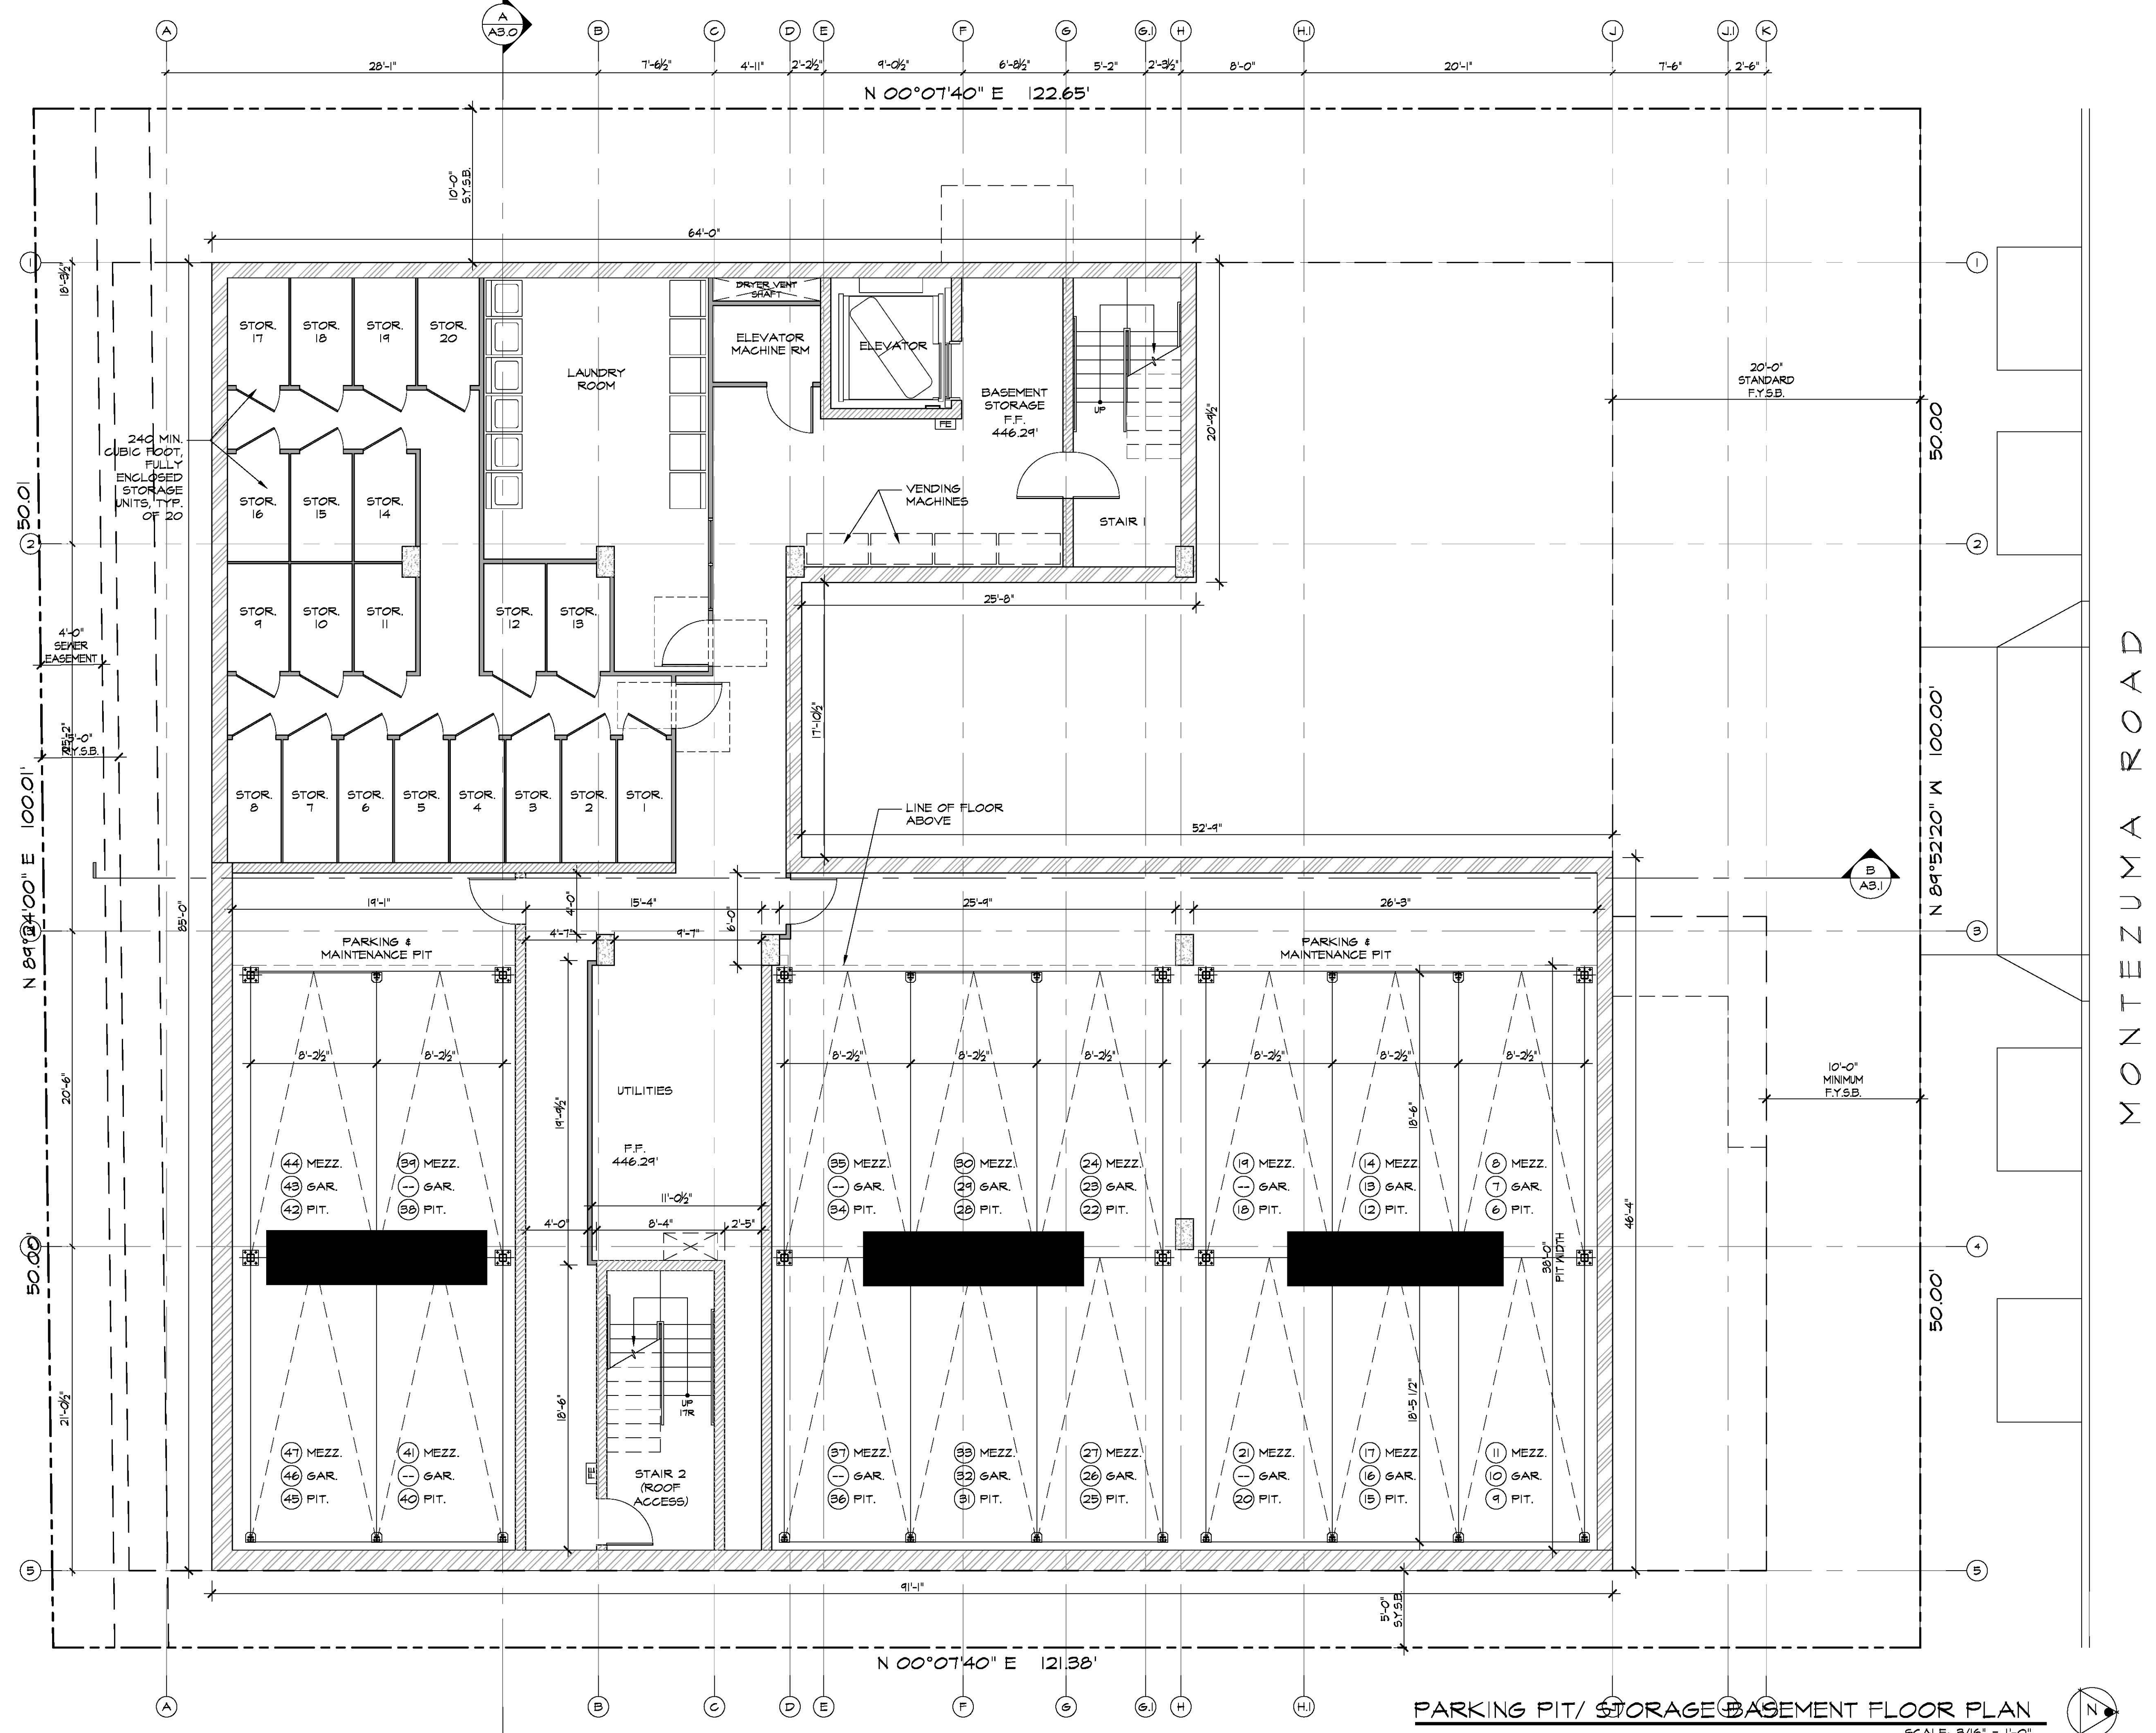 A
A3.0
A B C D E F G G.1 H H.1 J J.1 K
28'-1" 7'-6½" 4'-11" 2'-2½" 9'-0½" 6'-8½" 5'-2" 2'-3½" 8'-0" 20'-1" 7'-6" 2'-6"
N 00°07'40" E 122.65'
10'-0"
S.Y.S.B.
64'-0"
1
18'-3½"
1
DRYER VENT
SHAFT
STOR.
17
STOR.
18
STOR.
19
STOR.
20
LAUNDRY
ROOM
ELEVATOR
MACHINE RM
ELEVATOR
BASEMENT
STORAGE
F.F.
446.29'
FE
UP
20'-9½"
20'-0"
STANDARD
F.Y.S.B.
50.00
240 MIN.
CUBIC FOOT,
FULLY
ENCLOSED
STORAGE
UNITS, TYP.
OF 20
50.01
STOR.
16
STOR.
15
STOR.
14
VENDING
MACHINES
STAIR 1
2
2
25'-8"
STOR.
9
STOR.
10
STOR.
11
STOR.
12
STOR.
13
4'-0"
SEWER
EASEMENT
17'-10½"
MONTEZUMA ROAD
N 89°52'20" W 100.00'
STOR.
8
STOR.
7
STOR.
6
STOR.
5
STOR.
4
STOR.
3
STOR.
2
STOR.
1
LINE OF FLOOR
ABOVE
52'-9"
85'-0"
B
A3.1
19'-1" 15'-4" 25'-9" 26'-3"
4'-0"
6'-0"
4'-7" 9'-7"
3
PARKING &
MAINTENANCE PIT
PARKING &
MAINTENANCE PIT
8'-2½" 8'-2½" 8'-2½" 8'-2½" 8'-2½" 8'-2½" 8'-2½" 8'-2½"
20'-6"
19'-9½"
UTILITIES
F.F.
446.29'
18'-6"
10'-0"
MINIMUM
F.Y.S.B.
44 MEZZ.
43 GAR.
42 PIT.
39 MEZZ.
-- GAR.
38 PIT.
35 MEZZ.
-- GAR.
34 PIT.
30 MEZZ.
29 GAR.
28 PIT.
24 MEZZ.
23 GAR.
22 PIT.
19 MEZZ.
-- GAR.
18 PIT.
14 MEZZ
13 GAR.
12 PIT.
8 MEZZ.
7 GAR.
6 PIT.
11'-0½"
4'-0" 8'-4" 2'-5"
46'-4"
38'-0"
PIT WIDTH
4
50.00'
50.00'
21'-0½"
18'-6"
18'-5 1/2"
UP
17R
47 MEZZ.
46 GAR.
45 PIT.
41 MEZZ.
-- GAR.
40 PIT.
FE
STAIR 2
(ROOF
ACCESS)
37 MEZZ.
-- GAR.
36 PIT.
33 MEZZ.
32 GAR.
31 PIT.
27 MEZZ.
26 GAR.
25 PIT.
21 MEZZ.
-- GAR.
20 PIT.
17 MEZZ.
16 GAR.
15 PIT.
11 MEZZ.
10 GAR.
9 PIT.
5
5
91'-1"
5'-0"
S.Y.S.B.
N 00°07'40" E 121.38'
A B C D E F G G.1 H H.1
PARKING PIT/ STORAGE BASEMENT FLOOR PLAN
N